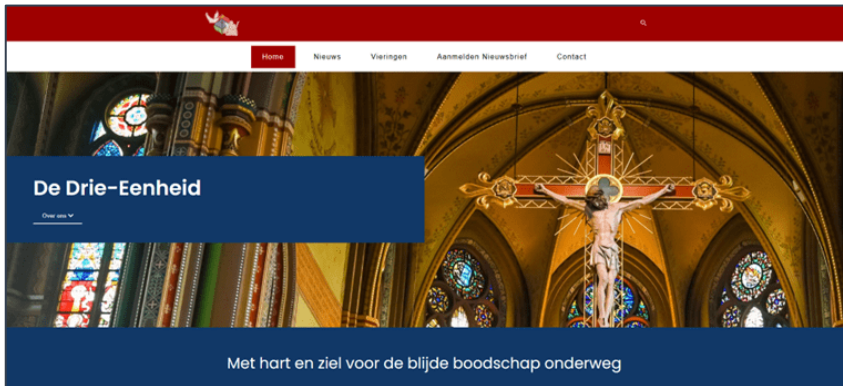 Home Nieuws Vieringen Aanmelden Nieuwsbrief Contact
De Drie-Eenheid
Over ons
Met hart en ziel voor de blijde boodschap onderweg